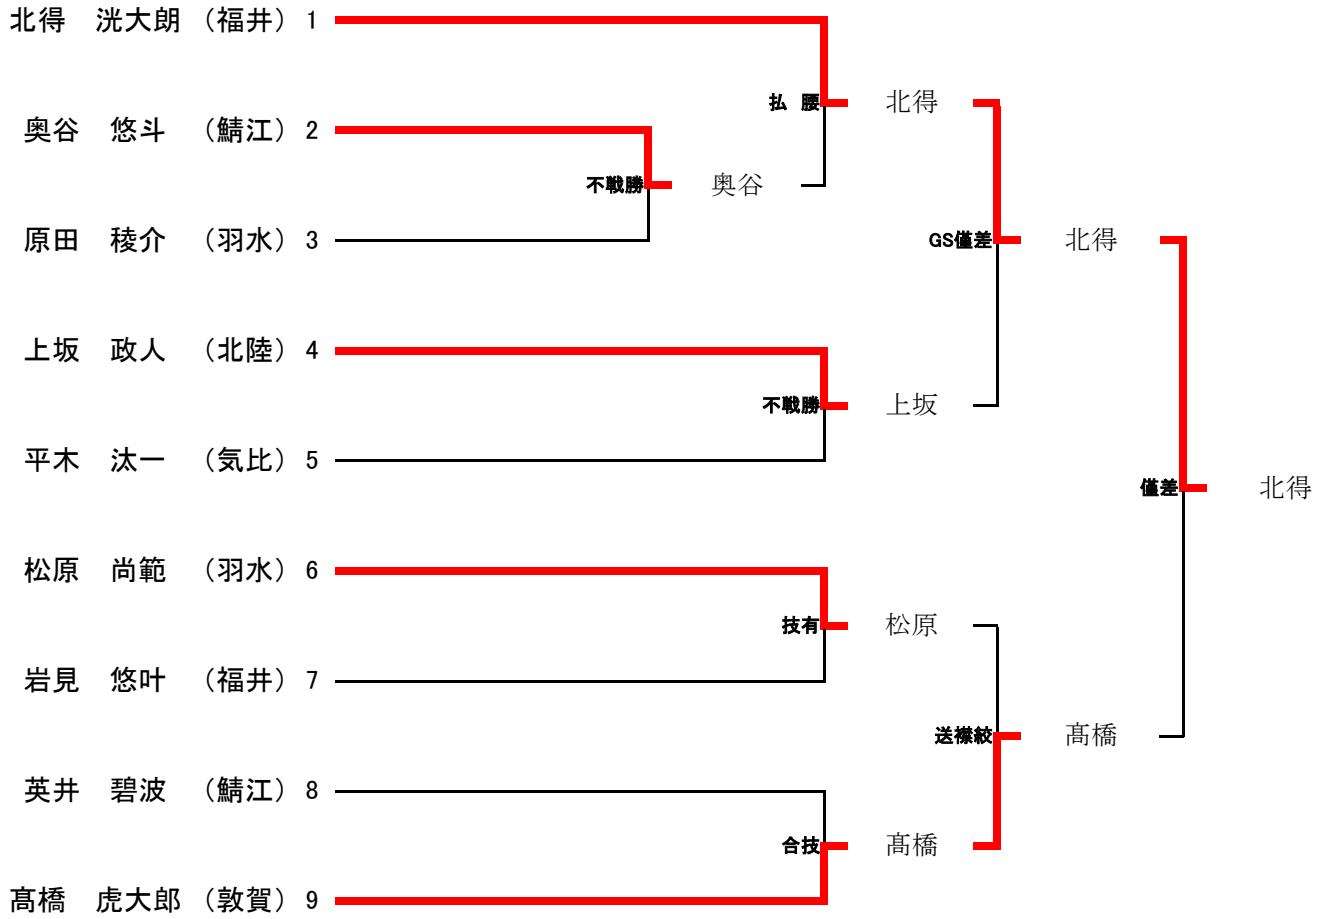 北得　洸大朗（福井）1
払　腰　北得
奥谷　悠斗　（鯖江）2
不戦勝　奥谷
原田　稜介　（羽水）3
GS僅差　北得
上坂　政人　（北陸）4
不戦勝　上坂
平木　汰一　（気比）5
僅差　北得
松原　尚範　（羽水）6
技有　松原
岩見　悠叶　（福井）7
送襟絞　髙橋
英井　碧波　（鯖江）8
合技　髙橋
髙橋　虎大郎（敦賀）9